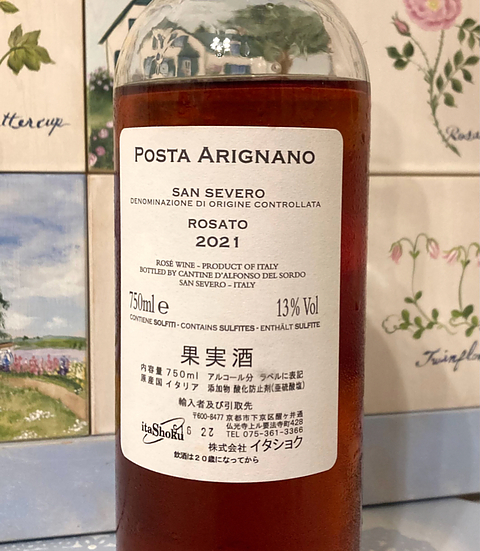 POSTA ARIGNANO
SAN SEVERO
DENOMINAZIONE DI ORIGINE CONTROLLATA
ROSATO
2021
ROSÉ WINE - PRODUCT OF ITALY
BOTTLED BY CANTINE D'ALFONSO DEL SORDO
SAN SEVERO - ITALY
750ml e 13% Vol
CONTIENE SOLFITI - CONTAINS SULFITES - ENTHÄLT SULFITE
果実酒
内容量 750ml アルコール分 ラベルに表記
原産国 イタリア 添加物 酸化防止剤(亜硫酸塩)
輸入者及び引取先
〒600-8477 京都市下京区醒ヶ井通
仏光寺上ル要法寺町428
TEL 075-361-3366
itaShoku 6 22
株式会社 イタショク
飲酒は20歳になってから
ttercup